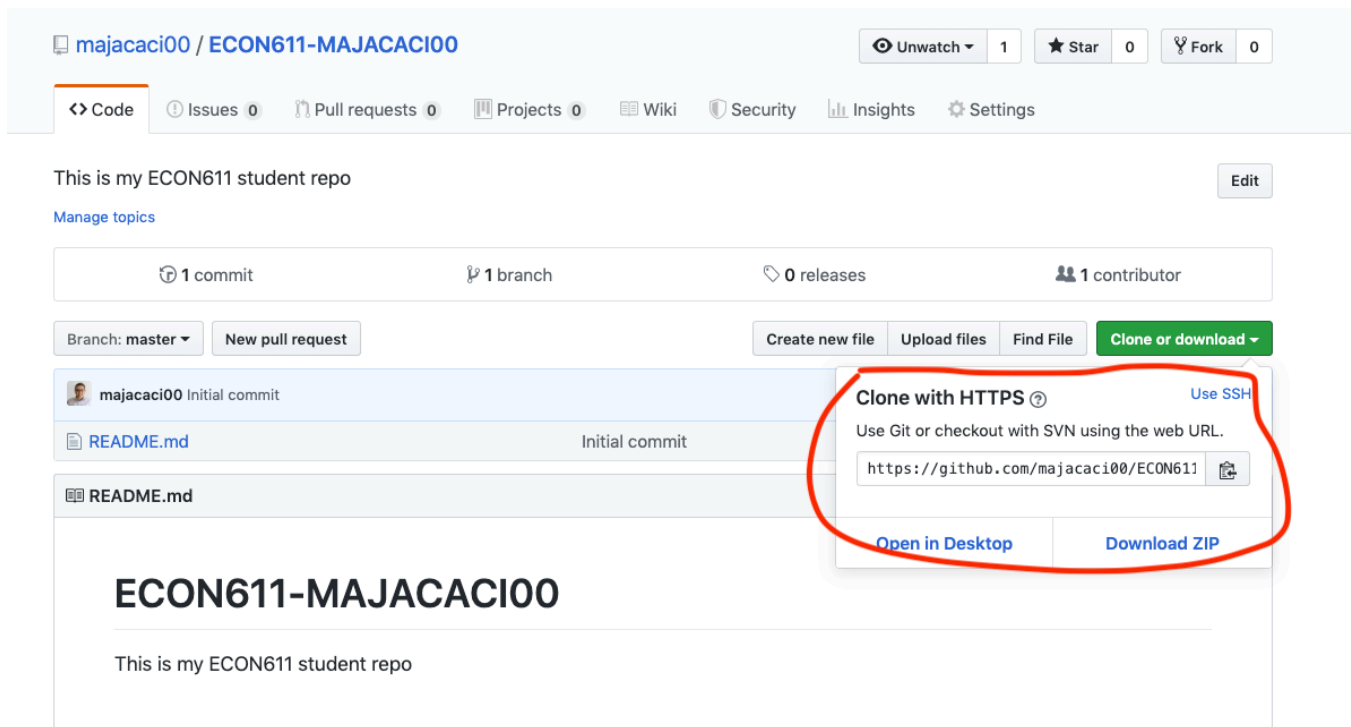 majacaci00 / ECON611-MAJACACI00 Unwatch 1 Star 0 Fork 0
Code Issues 0 Pull requests 0 Projects 0 Wiki Security Insights Settings
This is my ECON611 student repo Edit
Manage topics
1 commit 1 branch 0 releases 1 contributor
Branch: master New pull request Create new file Upload files Find File Clone or download
majacaci00 Initial commit
README.md Initial commit
Clone with HTTPS ? Use SSH
Use Git or checkout with SVN using the web URL.
https://github.com/majacaci00/ECON611
Open in Desktop Download ZIP
README.md
ECON611-MAJACACI00
This is my ECON611 student repo